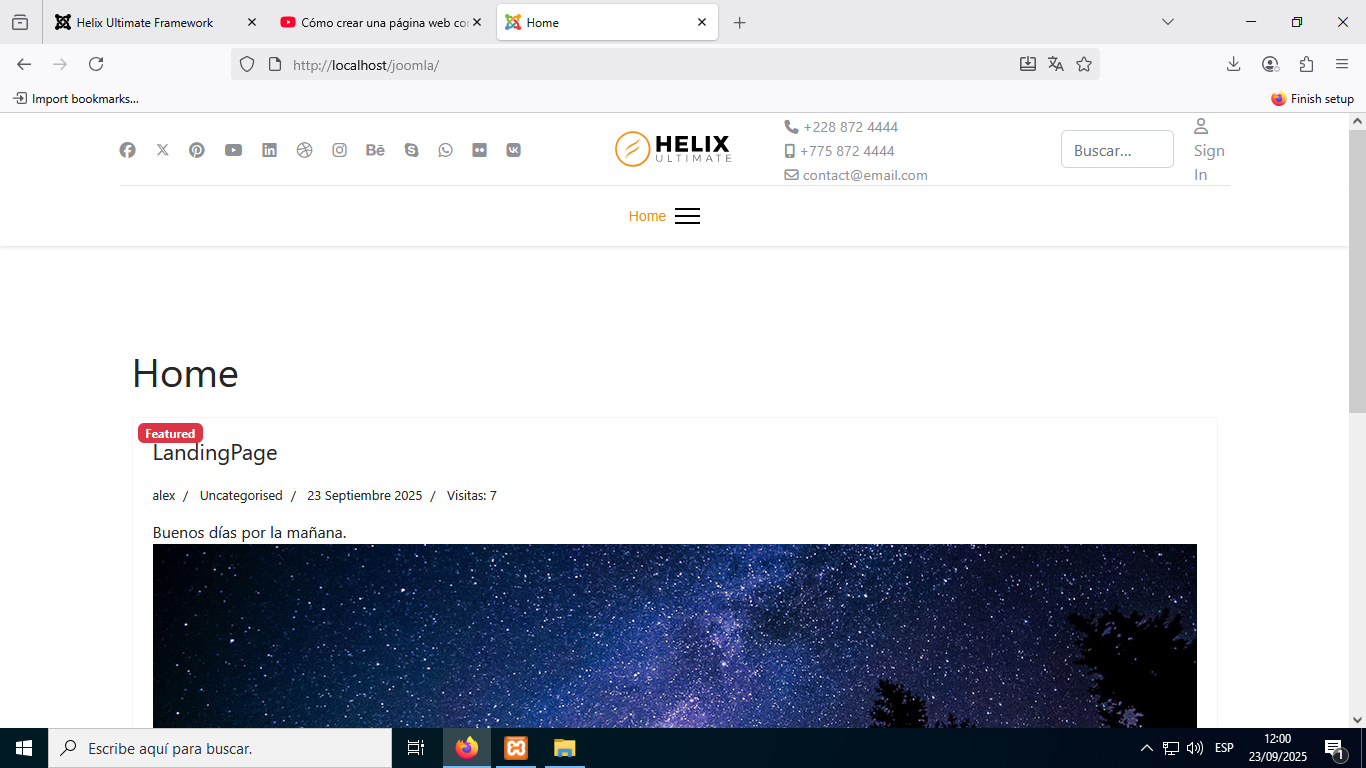 Helix Ultimate Framework
Cómo crear una página web co
Home
http://localhost/joomla/
Import bookmarks...
Finish setup
HELIX
ULTIMATE
+228 872 4444
+775 872 4444
contact@email.com
Buscar...
Sign
In
Home
Home
Featured
LandingPage
alex / Uncategorised / 23 Septiembre 2025 / Visitas: 7
Buenos días por la mañana.
Escribe aquí para buscar.
ESP
12:00
23/09/2025
1